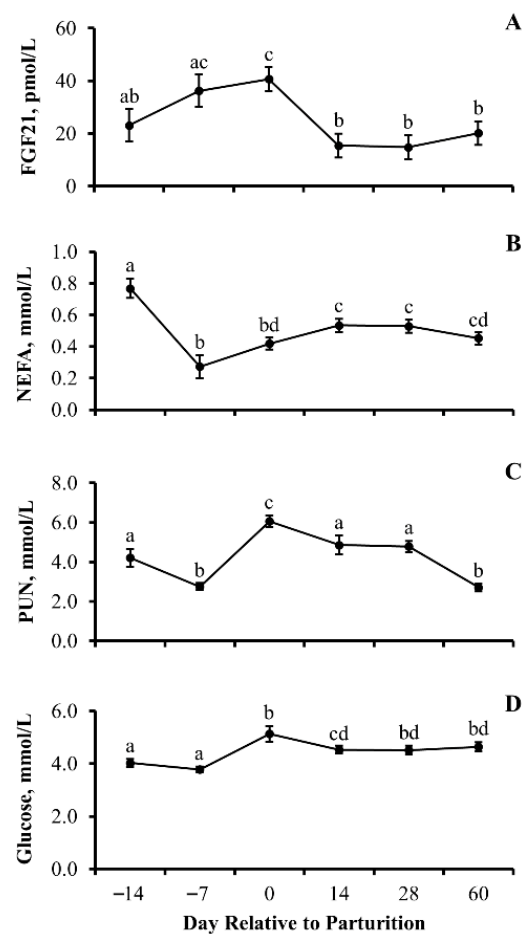 A
FGF21, pmol/L
60
40
20
0
ab
ac
c
b
b
b
B
NEFA, mmol/L
1.0
0.8
0.6
0.4
0.2
0.0
a
b
bd
c
c
cd
C
PUN, mmol/L
8.0
6.0
4.0
2.0
0.0
a
b
c
a
a
b
D
Glucose, mmol/L
6.0
4.0
2.0
0.0
a
a
b
cd
bd
bd
−14 −7 0 14 28 60
Day Relative to Parturition